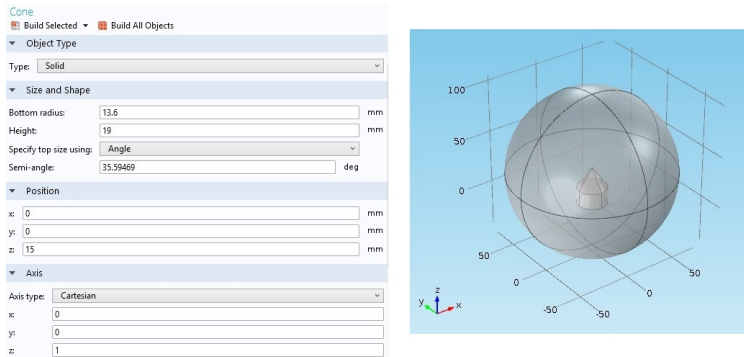 Cone
Build Selected ▼ Build All Objects
▼ Object Type
Type: Solid
▼ Size and Shape
Bottom radius: 13.6 mm
Height: 19 mm
Specify top size using: Angle
Semi-angle: 35.59469 deg
▼ Position
x: 0 mm
y: 0 mm
z: 15 mm
▼ Axis
Axis type: Cartesian
x: 0
y: 0
z: 1
100
50
0
50
0
-50
-50
0
50
y z x